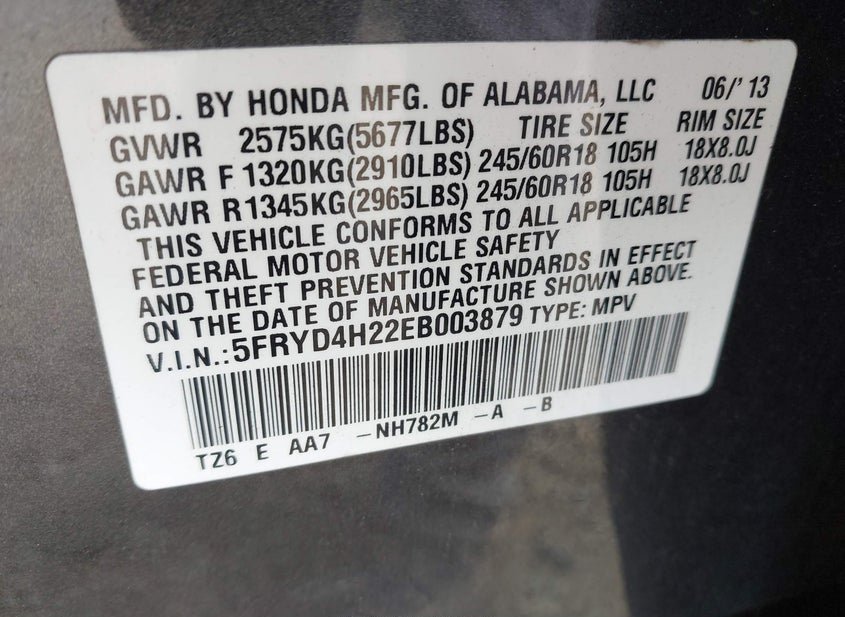 MFD. BY HONDA MFG. OF ALABAMA, LLC 06/'13
GVWR 2575KG(5677LBS) TIRE SIZE RIM SIZE
GAWR F 1320KG(2910LBS) 245/60R18 105H 18X8.0J
GAWR R1345KG(2965LBS) 245/60R18 105H 18X8.0J
THIS VEHICLE CONFORMS TO ALL APPLICABLE
FEDERAL MOTOR VEHICLE SAFETY
AND THEFT PREVENTION STANDARDS IN EFFECT
ON THE DATE OF MANUFACTURE SHOWN ABOVE.
V.I.N.:5FRYD4H22EB003879 TYPE: MPV
TZ6 E AA7 -NH782M -A -B